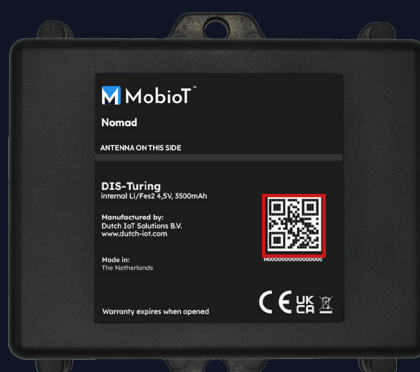 MobioT™
Nomad
ANTENNA ON THIS SIDE
DIS-Turing
internal Li/Fes2 4,5V, 3500mAh
Manufactured by:
Dutch IoT Solutions B.V.
www.dutch-iot.com
Made in:
The Netherlands
Warranty expires when opened
CE UK
CA